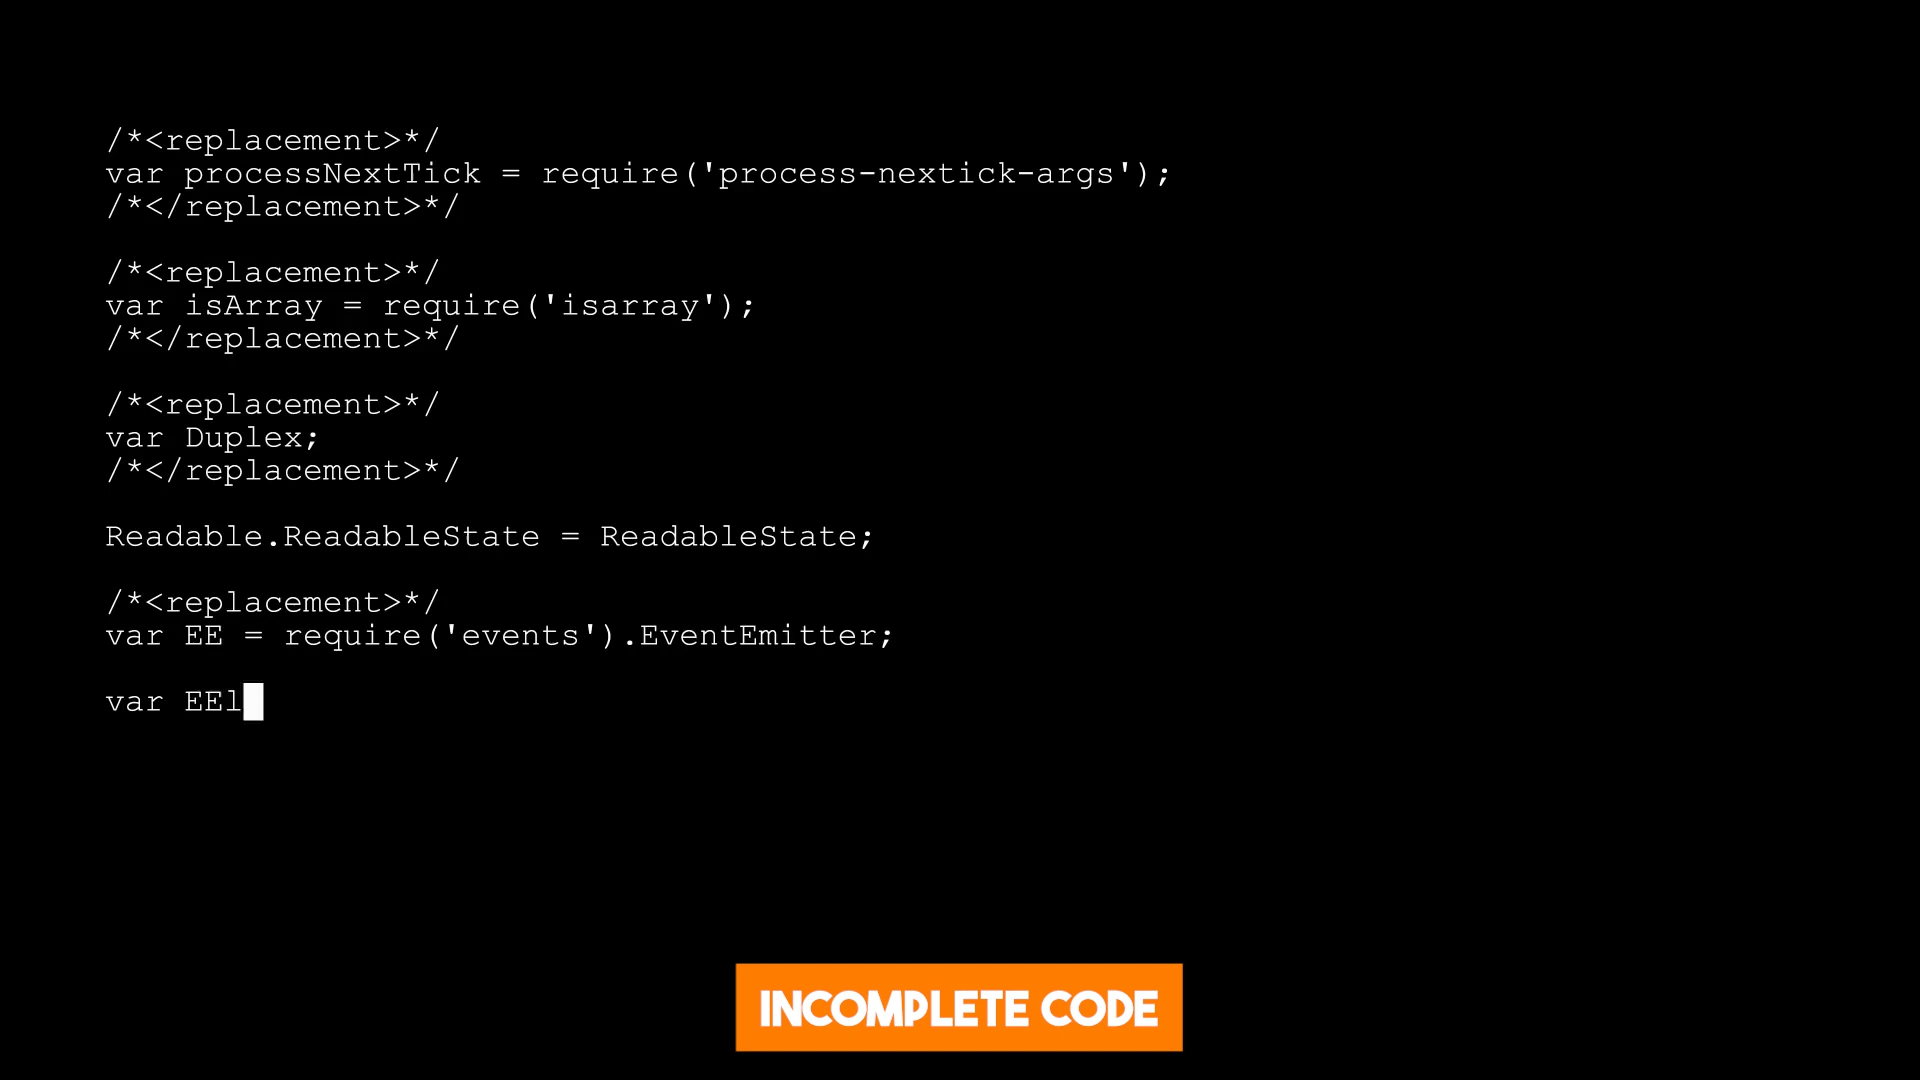 /*<replacement>*/
var processNextTick = require('process-nextick-args');
/*</replacement>*/
/*<replacement>*/
var isArray = require('isarray');
/*</replacement>*/
/*<replacement>*/
var Duplex;
/*</replacement>*/
Readable.ReadableState = ReadableState;
/*<replacement>*/
var EE = require('events').EventEmitter;
var EEl
INCOMPLETE CODE